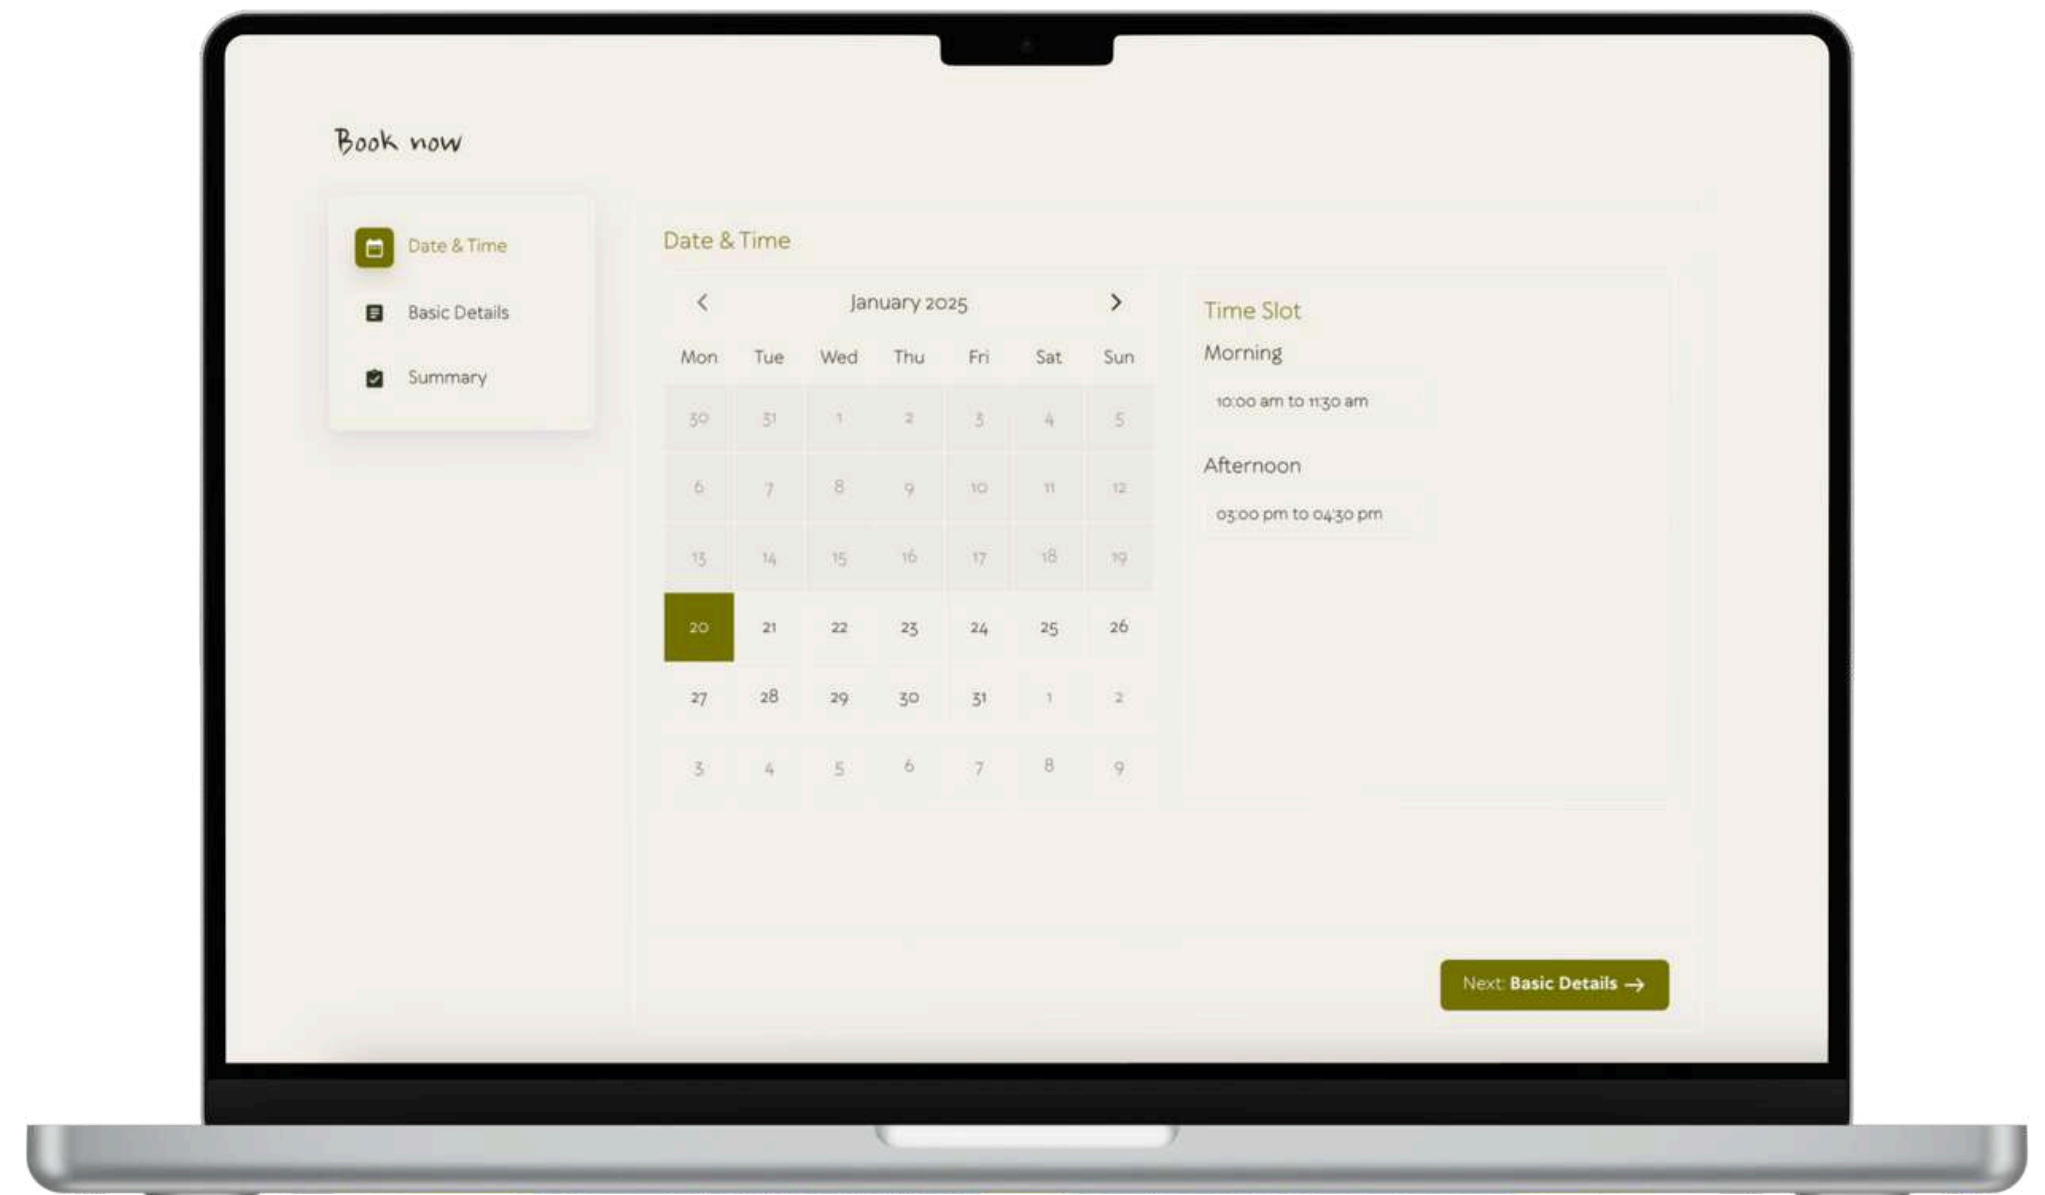 Book now
Date & Time
Basic Details
Summary
Date & Time
January 2025
Mon Tue Wed Thu Fri Sat Sun
30 31 1 2 3 4 5
6 7 8 9 10 11 12
13 14 15 16 17 18 19
20 21 22 23 24 25 26
27 28 29 30 31 1 2
3 4 5 6 7 8 9
Time Slot
Morning
10:00 am to 11:30 am
Afternoon
03:00 pm to 04:30 pm
Next: Basic Details →